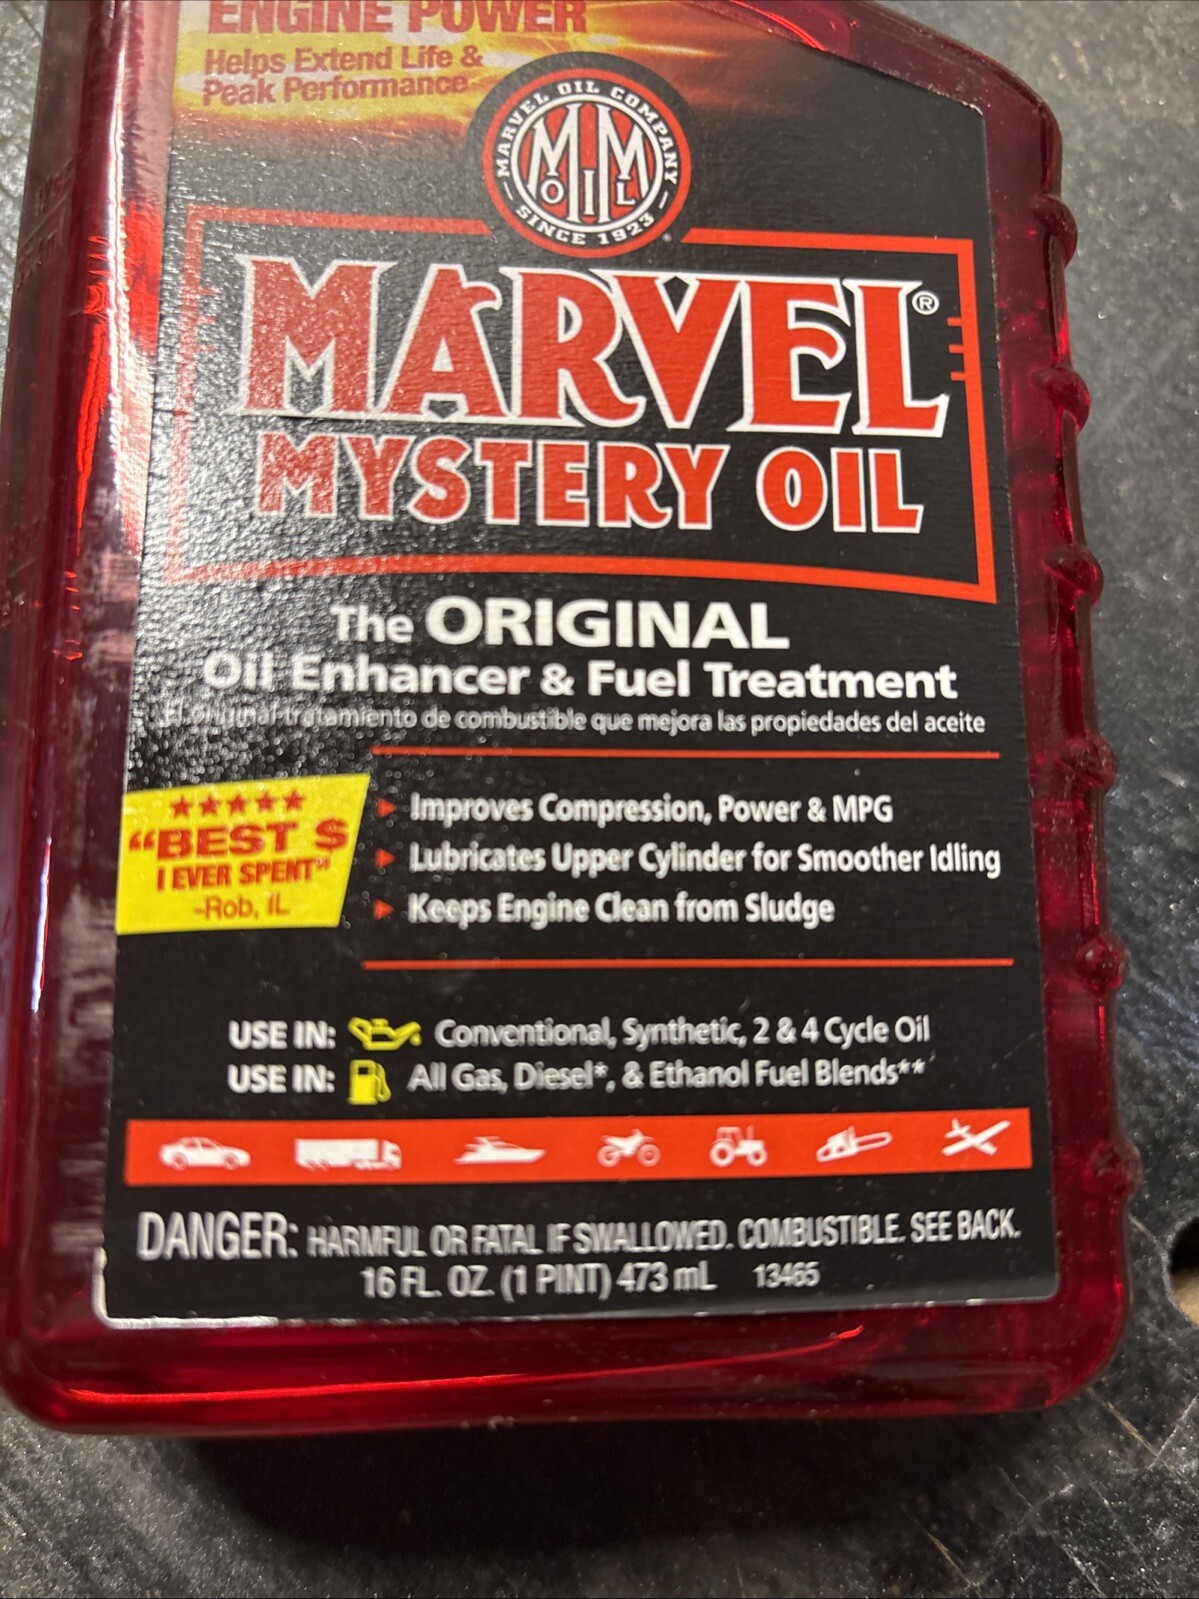 ENGINE POWER
Helps Extend Life &
Peak Performance
MARVEL OIL COMPANY
MM
OIL
SINCE 1923
MARVEL®
MYSTERY OIL
The ORIGINAL
Oil Enhancer & Fuel Treatment
El original tratamiento de combustible que mejora las propiedades del aceite
★★★★★
“BEST $
I EVER SPENT”
-Rob, IL
Improves Compression, Power & MPG
Lubricates Upper Cylinder for Smoother Idling
Keeps Engine Clean from Sludge
USE IN: Conventional, Synthetic, 2 & 4 Cycle Oil
USE IN: All Gas, Diesel*, & Ethanol Fuel Blends**
DANGER: HARMFUL OR FATAL IF SWALLOWED. COMBUSTIBLE. SEE BACK.
16 FL. OZ. (1 PINT) 473 mL 13465